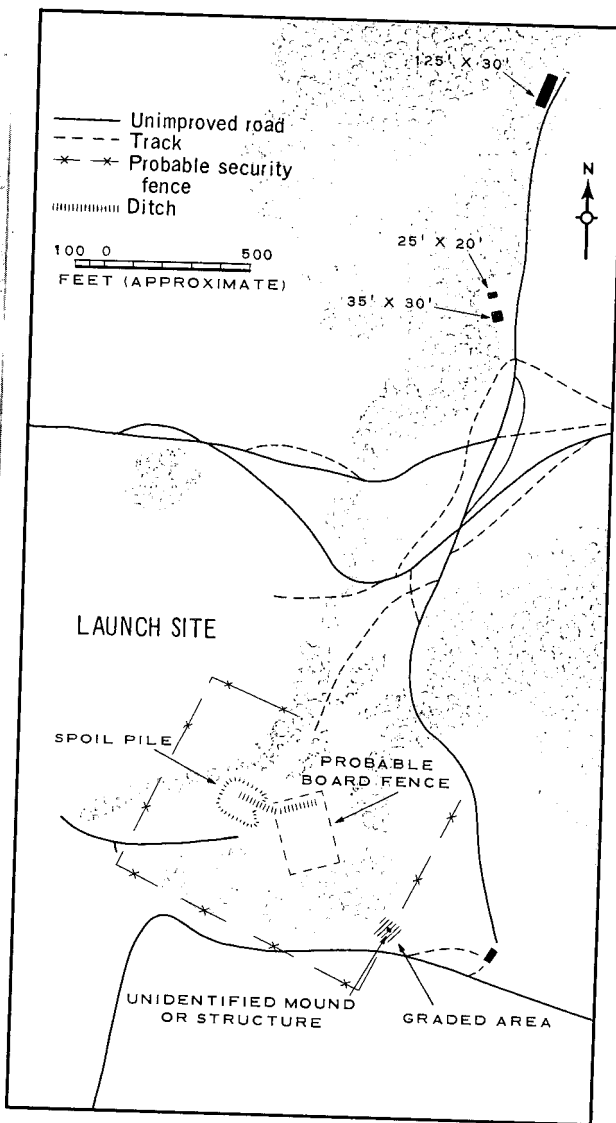 125' X 30'
Unimproved road
Track
Probable security
fence
Ditch
N
100 0 500
FEET (APPROXIMATE)
25' X 20'
35' X 30'
LAUNCH SITE
SPOIL PILE
PROBABLE
BOARD FENCE
UNIDENTIFIED MOUND
OR STRUCTURE
GRADED AREA